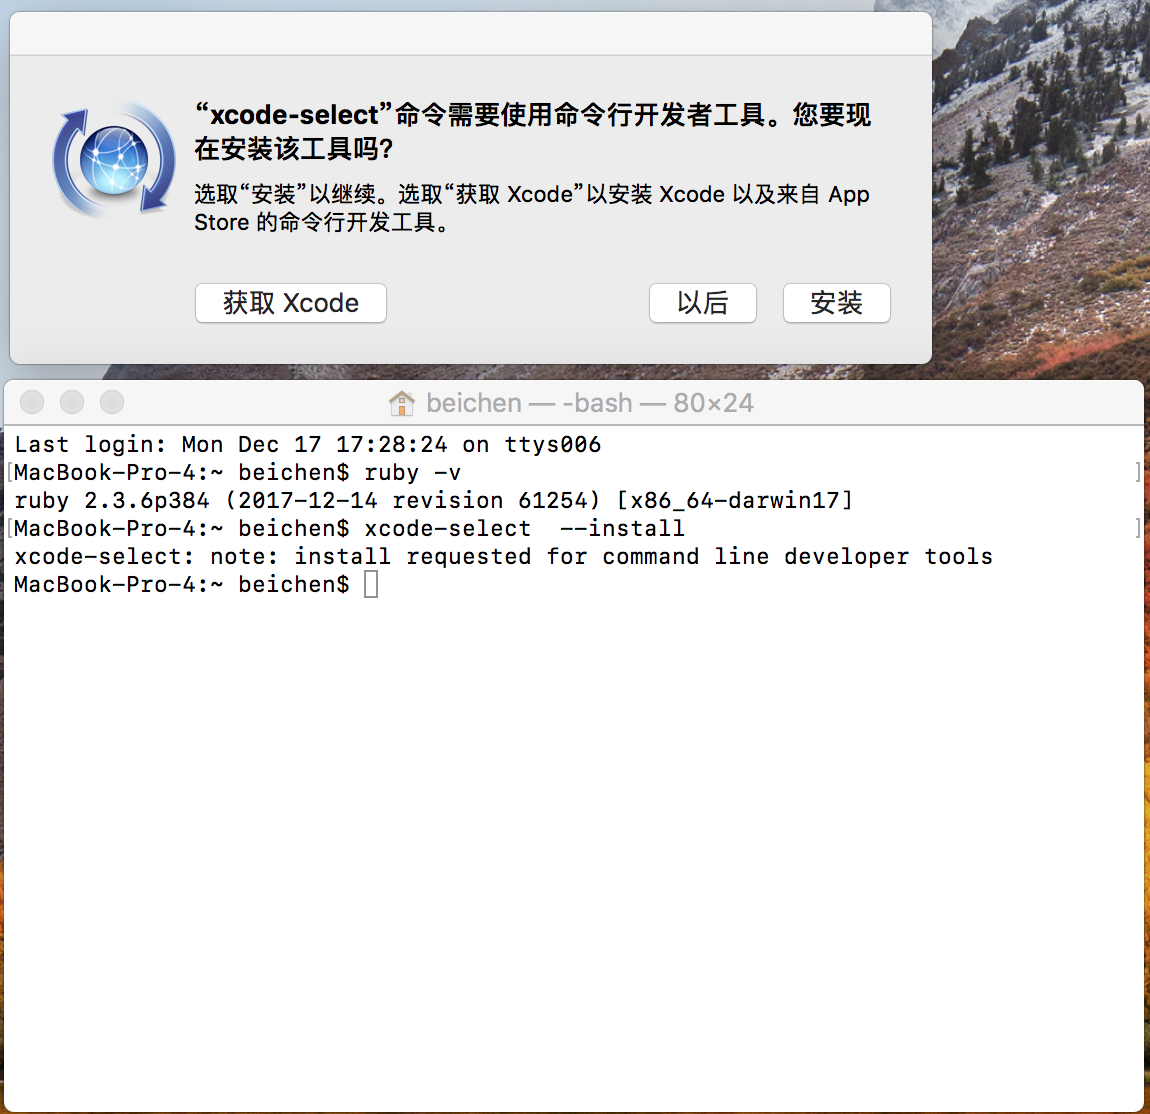 “xcode-select”命令需要使用命令行开发者工具。您要现
在安装该工具吗?
选取“安装”以继续。选取“获取 Xcode”以安装 Xcode 以及来自 App
Store 的命令行开发工具。
获取 Xcode
以后
安装
beichen — -bash — 80×24
Last login: Mon Dec 17 17:28:24 on ttys006
[MacBook-Pro-4:~ beichen$ ruby -v ]
ruby 2.3.6p384 (2017-12-14 revision 61254) [x86_64-darwin17]
[MacBook-Pro-4:~ beichen$ xcode-select  --install ]
xcode-select: note: install requested for command line developer tools
MacBook-Pro-4:~ beichen$